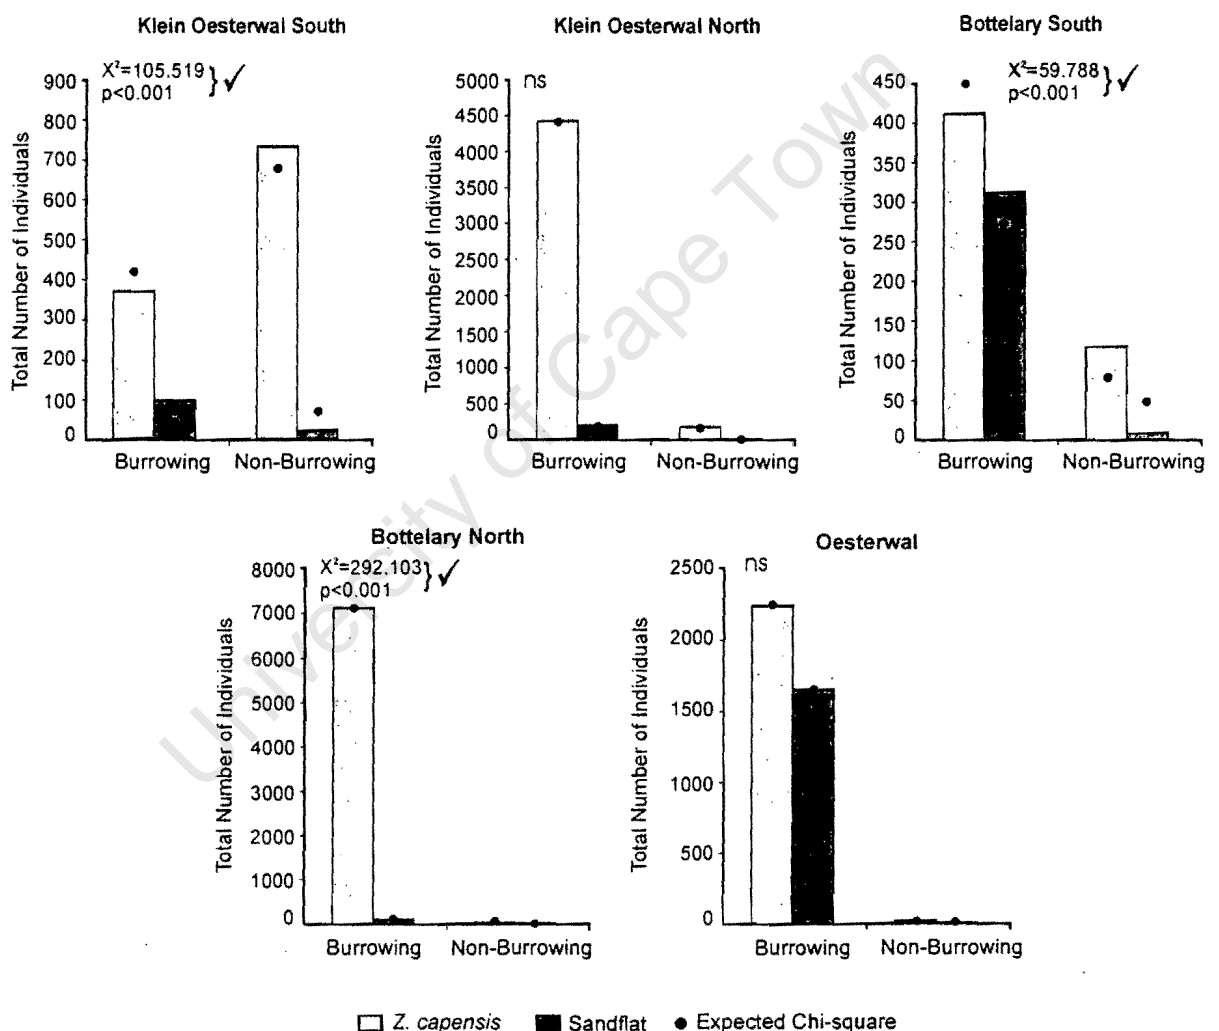 Klein Oesterwal South
X²=105.519
p<0.001
} ✓
Total Number of Individuals
900
800
700
600
500
400
300
200
100
0
Burrowing Non-Burrowing
Klein Oesterwal North
ns
Total Number of Individuals
5000
4500
4000
3500
3000
2500
2000
1500
1000
500
0
Burrowing Non-Burrowing
Bottelary South
X²=59.788
p<0.001
} ✓
Total Number of Individuals
450
400
350
300
250
200
150
100
50
0
Burrowing Non-Burrowing
Bottelary North
X²=292.103
p<0.001
} ✓
Total Number of Individuals
8000
7000
6000
5000
4000
3000
2000
1000
0
Burrowing Non-Burrowing
Oesterwal
ns
Total Number of Individuals
2500
2000
1500
1000
500
0
Burrowing Non-Burrowing
Z. capensis Sandflat Expected Chi-square
University of Cape Town